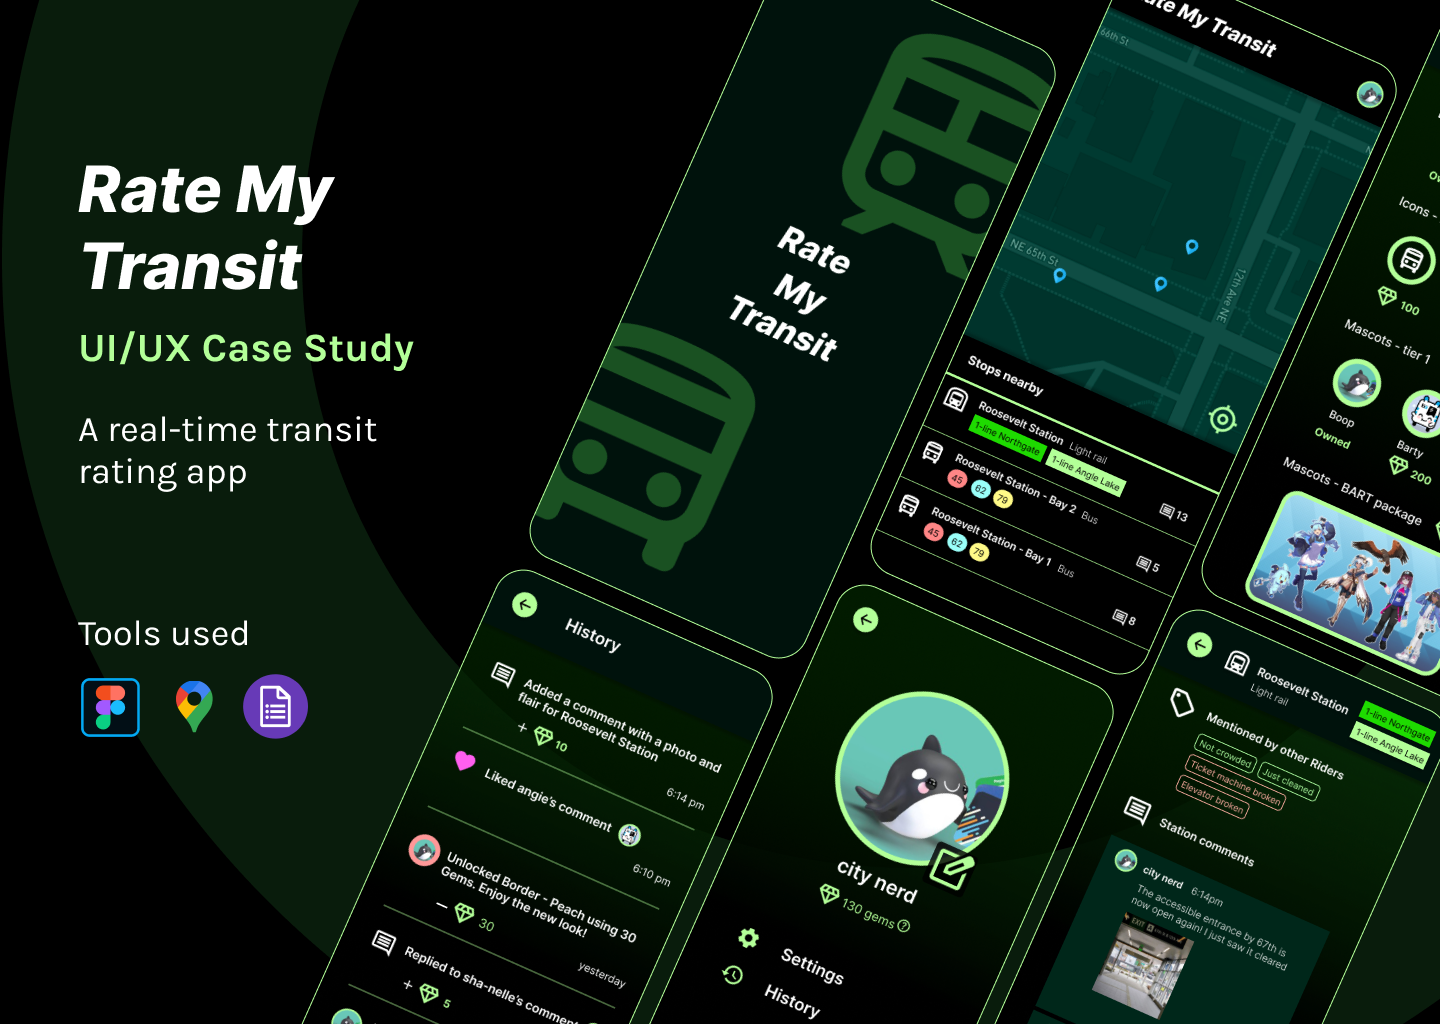 Rate My
Transit
UI/UX Case Study
A real-time transit
rating app
Tools used
Rate
My
Transit
Rate My Transit
66th St
NE 65th St
12th Ave NE
Stops nearby
Roosevelt Station Light rail
1-line Northgate 1-line Angle Lake
13
Roosevelt Station - Bay 2 Bus
45 62 79
5
Roosevelt Station - Bay 1 Bus
45 62 79
8
Icons -
100
Mascots - tier 1
Boop
Owned
Barty
200
Mascots - BART package
History
Added a comment with a photo and
flair for Roosevelt Station
+ 10
6:14 pm
Liked angie's comment
6:10 pm
Unlocked Border - Peach using 30
Gems. Enjoy the new look!
– 30
yesterday
Replied to sha-nelle's comment
+ 5
city nerd
130 gems ?
Settings
History
Roosevelt Station
Light rail
1-line Northgate
1-line Angle Lake
Mentioned by other Riders
Not crowded Just cleaned
Ticket machine broken
Elevator broken
Station comments
city nerd 6:14pm
The accessible entrance by 67th is
now open again! I just saw it cleared
EXIT